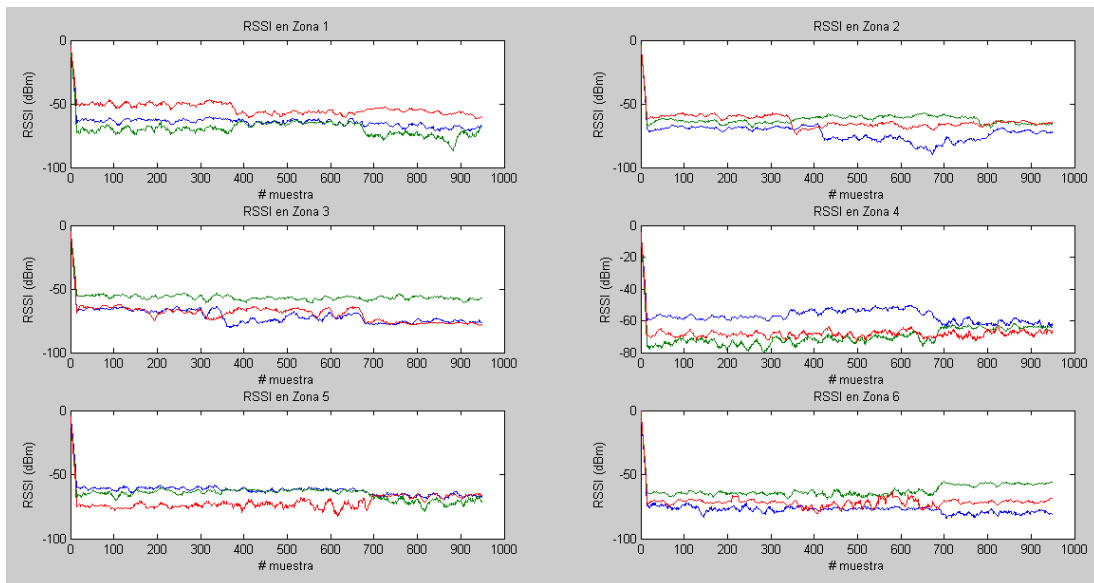 RSSI en Zona 1
RSSI (dBm)
0
-50
-100
0 100 200 300 400 500 600 700 800 900 1000
# muestra
RSSI en Zona 2
RSSI (dBm)
0
-50
-100
0 100 200 300 400 500 600 700 800 900 1000
# muestra
RSSI en Zona 3
RSSI (dBm)
0
-50
-100
0 100 200 300 400 500 600 700 800 900 1000
# muestra
RSSI en Zona 4
RSSI (dBm)
0
-20
-40
-60
-80
0 100 200 300 400 500 600 700 800 900 1000
# muestra
RSSI en Zona 5
RSSI (dBm)
0
-50
-100
0 100 200 300 400 500 600 700 800 900 1000
# muestra
RSSI en Zona 6
RSSI (dBm)
0
-50
-100
0 100 200 300 400 500 600 700 800 900 1000
# muestra